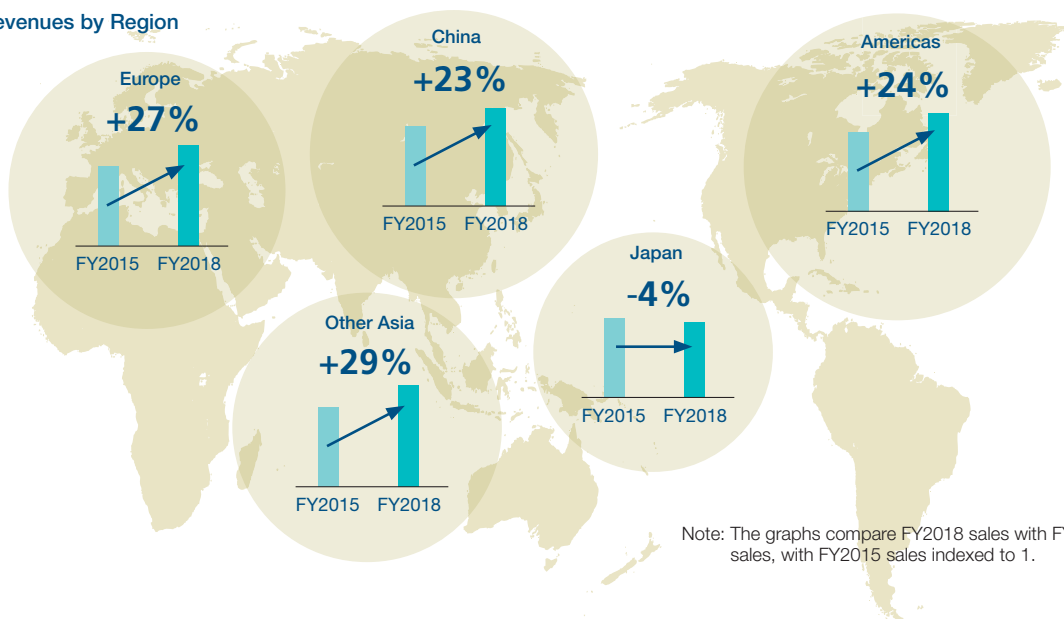 evenues by Region
Europe
+27%
FY2015 FY2018
China
+23%
FY2015 FY2018
Americas
+24%
FY2015 FY2018
Other Asia
+29%
FY2015 FY2018
Japan
-4%
FY2015 FY2018
Note: The graphs compare FY2018 sales with FY
sales, with FY2015 sales indexed to 1.